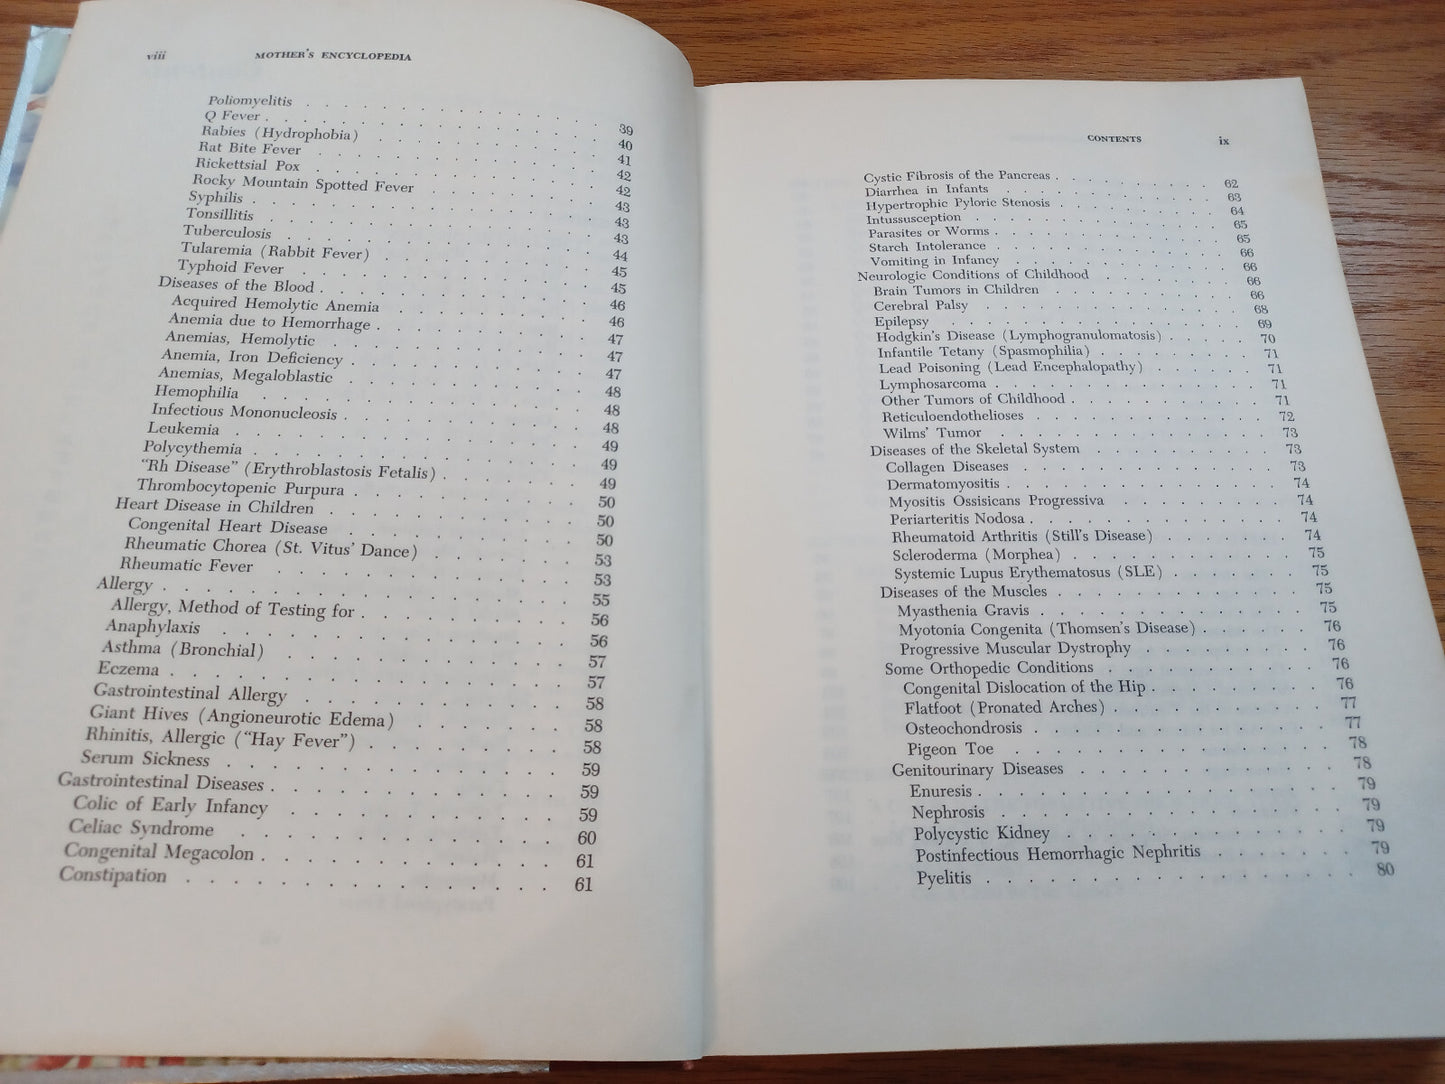 viii MOTHER'S ENCYCLOPEDIA
Poliomyelitis . . . . . 39
Q Fever . . . . . 40
Rabies (Hydrophobia) . . . . . 41
Rat Bite Fever . . . . . 42
Rickettsial Pox . . . . . 42
Rocky Mountain Spotted Fever . . . . . 43
Syphilis . . . . . 43
Tonsillitis . . . . . 43
Tuberculosis . . . . . 44
Tularemia (Rabbit Fever) . . . . . 45
Typhoid Fever . . . . . 45
Diseases of the Blood . . . . . 46
Acquired Hemolytic Anemia . . . . . 46
Anemia due to Hemorrhage . . . . . 47
Anemias, Hemolytic . . . . . 47
Anemia, Iron Deficiency . . . . . 47
Anemias, Megaloblastic . . . . . 48
Hemophilia . . . . . 48
Infectious Mononucleosis . . . . . 48
Leukemia . . . . . 49
Polycythemia . . . . . 49
"Rh Disease" (Erythroblastosis Fetalis) . . . . . 49
Thrombocytopenic Purpura . . . . . 50
Heart Disease in Children . . . . . 50
Congenital Heart Disease . . . . . 50
Rheumatic Chorea (St. Vitus' Dance) . . . . . 53
Rheumatic Fever . . . . . 53
Allergy . . . . . 55
Allergy, Method of Testing for . . . . . 56
Anaphylaxis . . . . . 56
Asthma (Bronchial) . . . . . 57
Eczema . . . . . 57
Gastrointestinal Allergy . . . . . 58
Giant Hives (Angioneurotic Edema) . . . . . 58
Rhinitis, Allergic ("Hay Fever") . . . . . 58
Serum Sickness . . . . . 59
Gastrointestinal Diseases . . . . . 59
Colic of Early Infancy . . . . . 59
Celiac Syndrome . . . . . 60
Congenital Megacolon . . . . . 61
Constipation . . . . . 61
CONTENTS ix
Cystic Fibrosis of the Pancreas . . . . . 62
Diarrhea in Infants . . . . . 63
Hypertrophic Pyloric Stenosis . . . . . 64
Intussusception . . . . . 65
Parasites or Worms . . . . . 65
Starch Intolerance . . . . . 66
Vomiting in Infancy . . . . . 66
Neurologic Conditions of Childhood . . . . . 66
Brain Tumors in Children . . . . . 66
Cerebral Palsy . . . . . 68
Epilepsy . . . . . 69
Hodgkin's Disease (Lymphogranulomatosis) . . . . . 70
Infantile Tetany (Spasmophilia) . . . . . 71
Lead Poisoning (Lead Encephalopathy) . . . . . 71
Lymphosarcoma . . . . . 71
Other Tumors of Childhood . . . . . 71
Reticuloendothelioses . . . . . 72
Wilms' Tumor . . . . . 73
Diseases of the Skeletal System . . . . . 73
Collagen Diseases . . . . . 73
Dermatomyositis . . . . . 74
Myositis Ossisicans Progressiva . . . . . 74
Periarteritis Nodosa . . . . . 74
Rheumatoid Arthritis (Still's Disease) . . . . . 74
Scleroderma (Morphea) . . . . . 75
Systemic Lupus Erythematosus (SLE) . . . . . 75
Diseases of the Muscles . . . . . 75
Myasthenia Gravis . . . . . 75
Myotonia Congenita (Thomsen's Disease) . . . . . 76
Progressive Muscular Dystrophy . . . . . 76
Some Orthopedic Conditions . . . . . 76
Congenital Dislocation of the Hip . . . . . 76
Flatfoot (Pronated Arches) . . . . . 77
Osteochondrosis . . . . . 77
Pigeon Toe . . . . . 78
Genitourinary Diseases . . . . . 78
Enuresis . . . . . 79
Nephrosis . . . . . 79
Polycystic Kidney . . . . . 79
Postinfectious Hemorrhagic Nephritis . . . . . 79
Pyelitis . . . . . 80